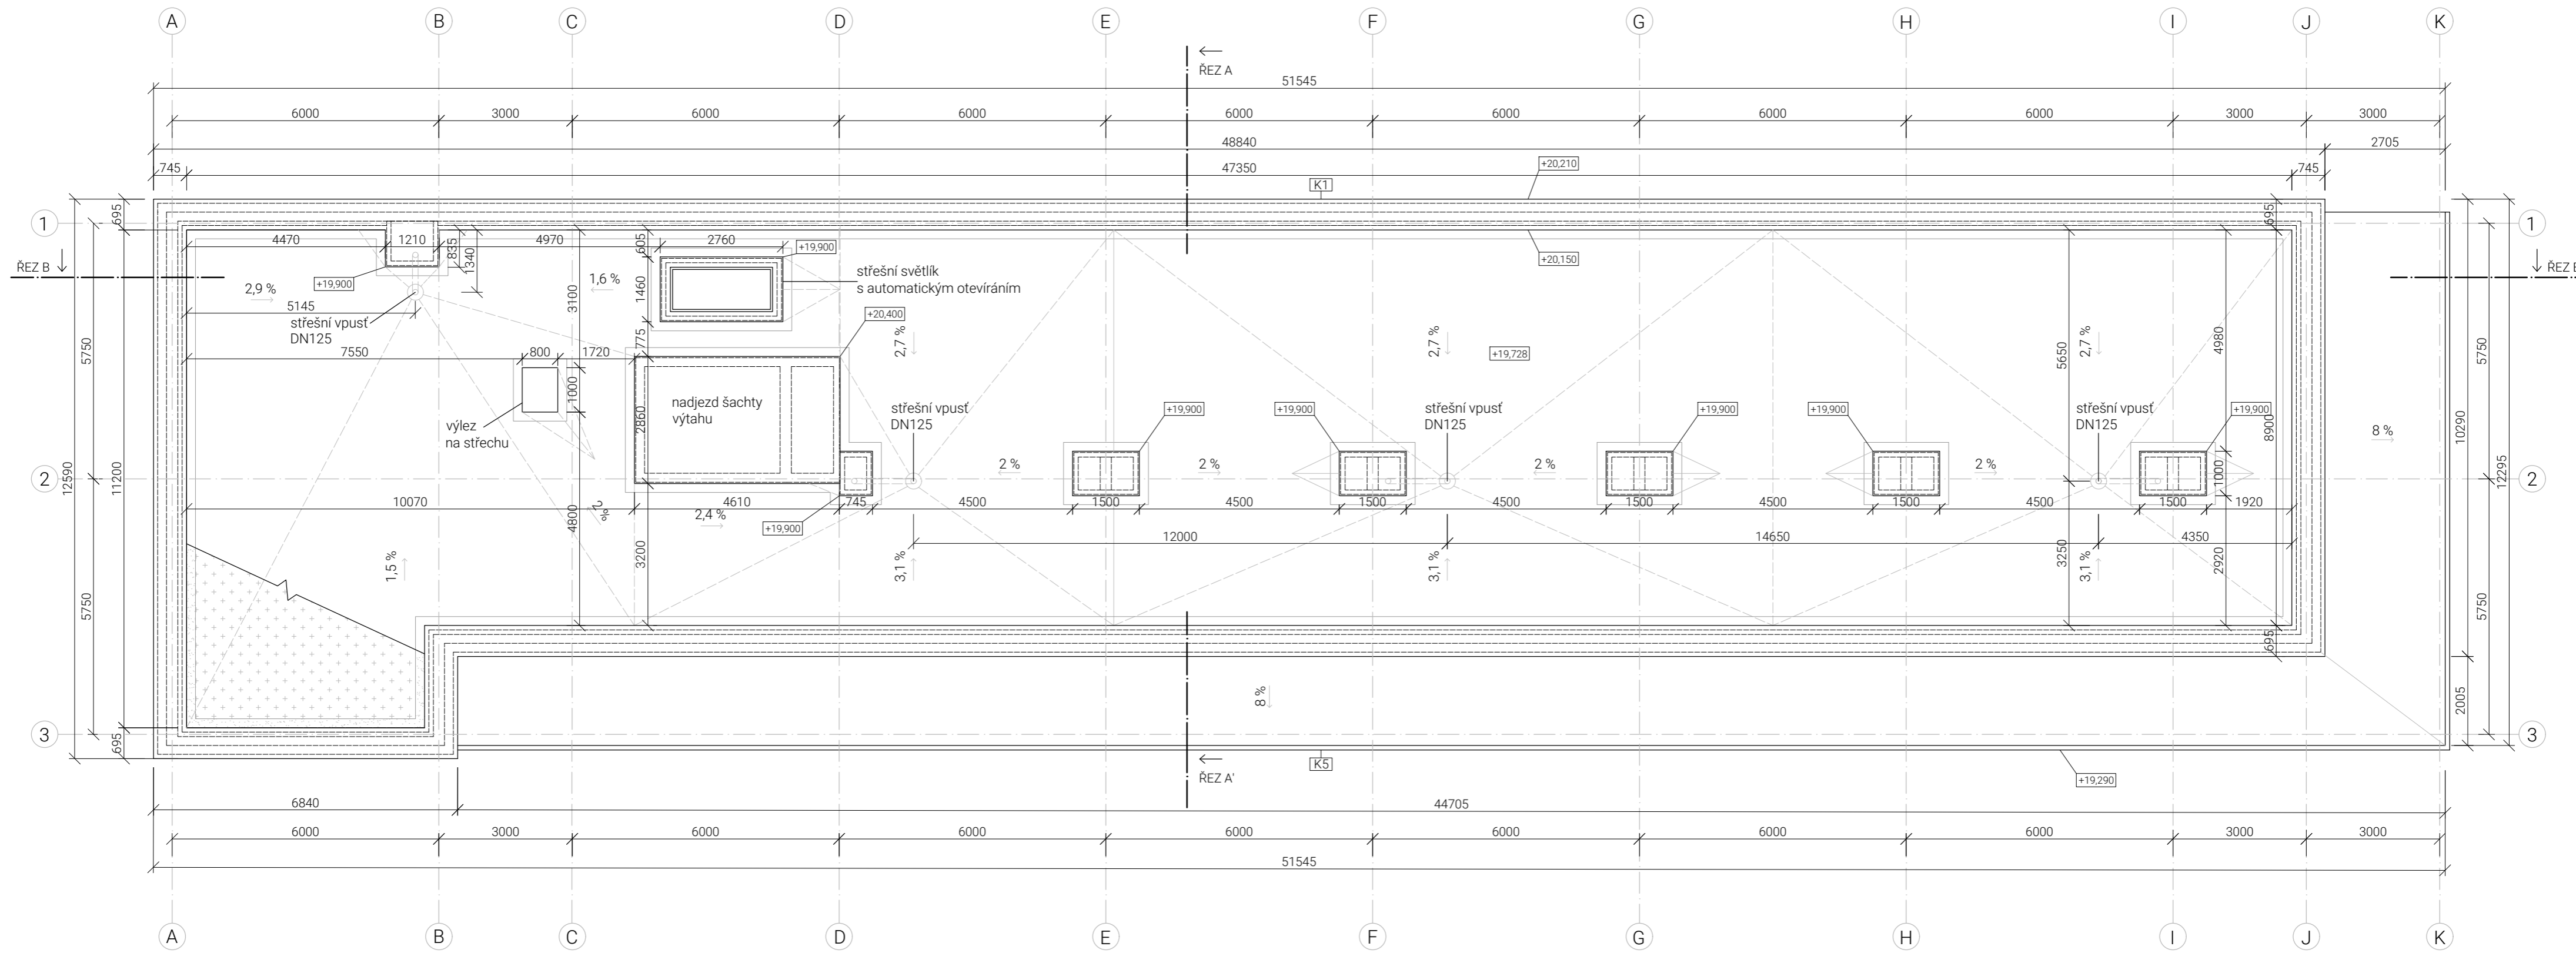 A B C D E F G H I J K
ŘEZ A
51545
6000 3000 6000 6000 6000 6000 6000 6000 3000 3000
48840 2705
745 47350 745
+20,210
K1
1 1
695 695
4470 1210 4970 2760
835 1340 605
+19,900
+20,150
ŘEZ B
ŘEZ B
+19,900
2,9 % 1,6 %
střešní světlík
s automatickým otevíráním
3100 1460
5145
střešní vpusť
DN125
+20,400
775
2,7 % 2,7 % 2,7 %
+19,728
5650 4980
5750 5750
7550 800 1720
1000
výlez
na střechu
nadjezd šachty
výtahu
2860
střešní vpusť
DN125
střešní vpusť
DN125
střešní vpusť
DN125
+19,900 +19,900 +19,900 +19,900 +19,900
8900
8 %
10290
12590 11200 12295
2 2
2 % 2 % 2 % 2 %
1000
10070 4610 745 4500 1500 4500 1500 4500 1500 4500 1500 4500 1500 1920
4800 2 % 2,4 %
+19,900
12000 14650 4350
1,5 % 3200 3,1 % 3,1 % 3,1 %
3250 2920
5750 5750
695
8 %
2005
3 3
695
K5
ŘEZ A'
+19,290
6840 44705
6000 3000 6000 6000 6000 6000 6000 6000 3000 3000
51545
A B C D E F G H I J K